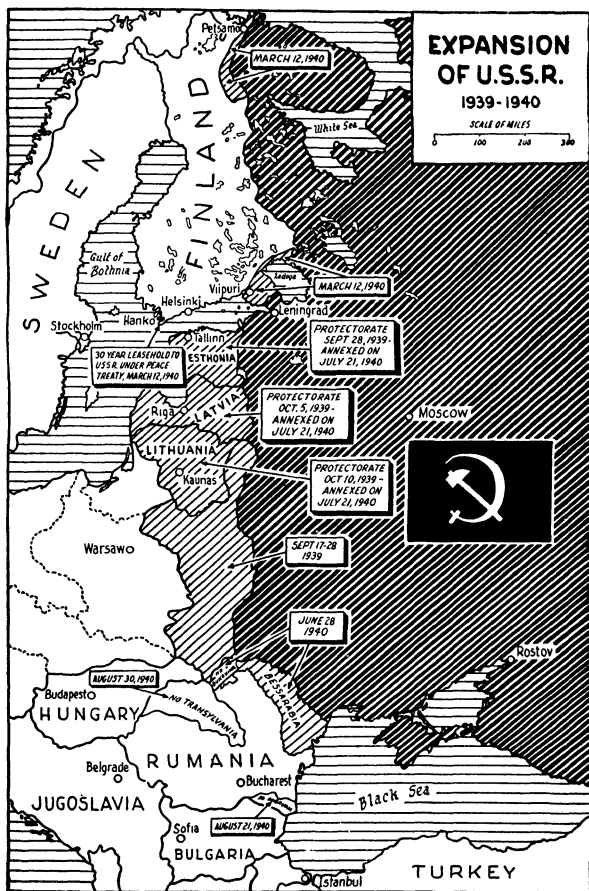 EXPANSION
OF U.S.S.R.
1939-1940
SCALE OF MILES
0 100 200 300
Petsamo
MARCH 12, 1940
White Sea
SWEDEN
FINLAND
Gulf of
Bothnia
Ladoga
Viipuri
MARCH 12, 1940
Helsinki
Leningrad
Hanko
Stockholm
Tallinn
ESTHONIA
PROTECTORATE
SEPT 28, 1939-
ANNEXED ON
JULY 21, 1940
30 YEAR LEASEHOLD TO
U.S.S.R. UNDER PEACE
TREATY, MARCH 12, 1940
Riga
LATVIA
PROTECTORATE
OCT. 5, 1939-
ANNEXED ON
JULY 21, 1940
Moscow
LITHUANIA
Kaunas
PROTECTORATE
OCT 10, 1939-
ANNEXED ON
JULY 21, 1940
Warsaw
SEPT 17-28
1939
JUNE 28
1940
Rostov
AUGUST 30, 1940
NO TRANSYLVANIA
BESSARABIA
Budapest
HUNGARY
RUMANIA
Belgrade
Bucharest
JUGOSLAVIA
Black Sea
AUGUST 21, 1940
Sofia
BULGARIA
Istanbul
TURKEY